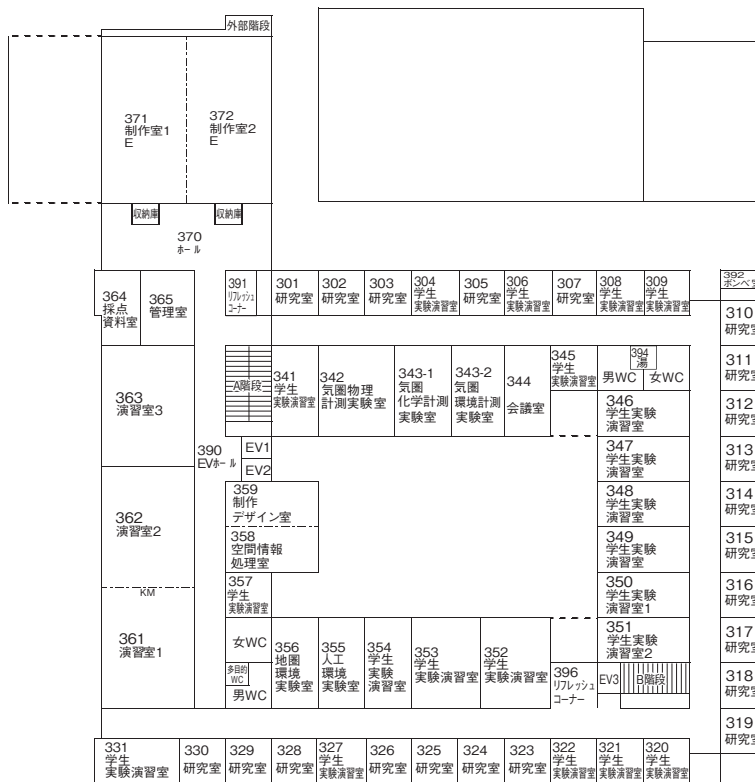 外部階段
371
制作室1
E
372
制作室2
E
収納庫
収納庫
370
ホール
364
採点
資料室
365
管理室
391
リフレッシュ
コーナー
301
研究室
302
研究室
303
研究室
304
学生
実験演習室
305
研究室
306
学生
実験演習室
307
研究室
308
学生
実験演習室
309
学生
実験演習室
392
ボンベ室
310
研究室
311
研究室
312
研究室
313
研究室
314
研究室
315
研究室
316
研究室
317
研究室
318
研究室
319
研究室
363
演習室3
A階段
341
学生
実験演習室
342
気圏物理
計測実験室
343-1
気圏
化学計測
実験室
343-2
気圏
環境計測
実験室
344
会議室
345
学生
実験演習室
394
湯
男WC
女WC
346
学生実験
演習室
347
学生実験
演習室
348
学生実験
演習室
349
学生実験
演習室
350
学生実験
演習室1
351
学生実験
演習室2
390
EVホール
EV1
EV2
359
制作
デザイン室
358
空間情報
処理室
357
学生
実験演習室
362
演習室2
KM
361
演習室1
女WC
多目的
WC
男WC
356
地圏
環境
実験室
355
人工
環境
実験室
354
学生
実験
演習室
353
学生
実験演習室
352
学生
実験演習室
396
リフレッシュ
コーナー
EV3
B階段
331
学生
実験演習室
330
研究室
329
研究室
328
研究室
327
学生
実験演習室
326
研究室
325
研究室
324
研究室
323
研究室
322
学生
実験演習室
321
学生
実験演習室
320
学生
実験演習室